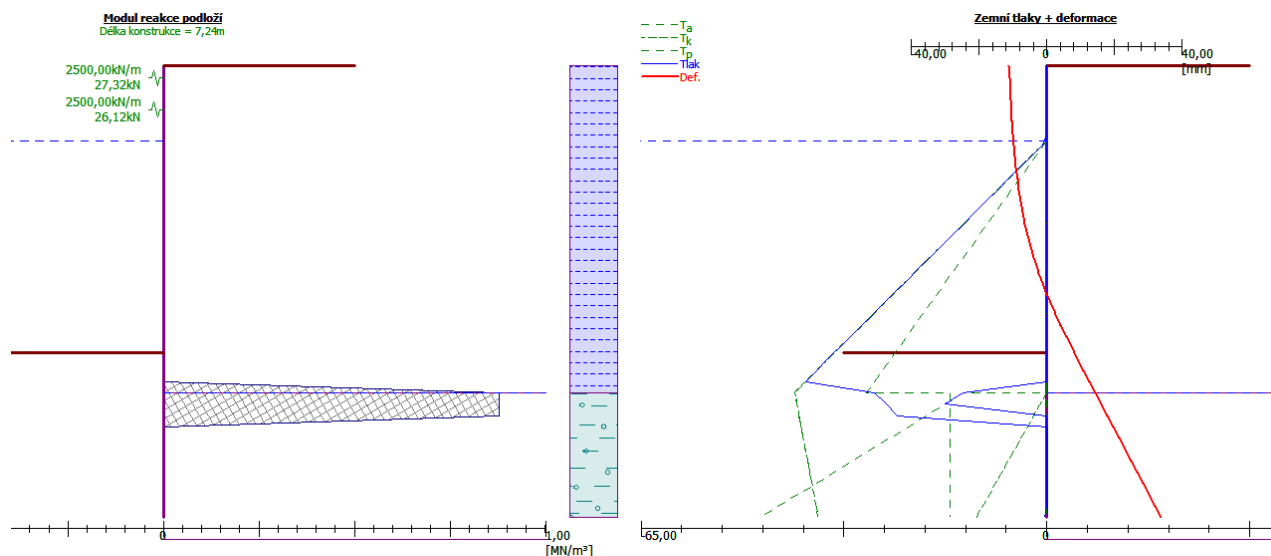 Modul reakce podloží
Délka konstrukce = 7,24m
2500,00kN/m
27,32kN
2500,00kN/m
26,12kN
0
1,00
[MN/m³]
Ta
Tk
Tp
Tlak
Def.
Zemní tlaky + deformace
-40,00
0
40,00
[mm]
-65,00
0